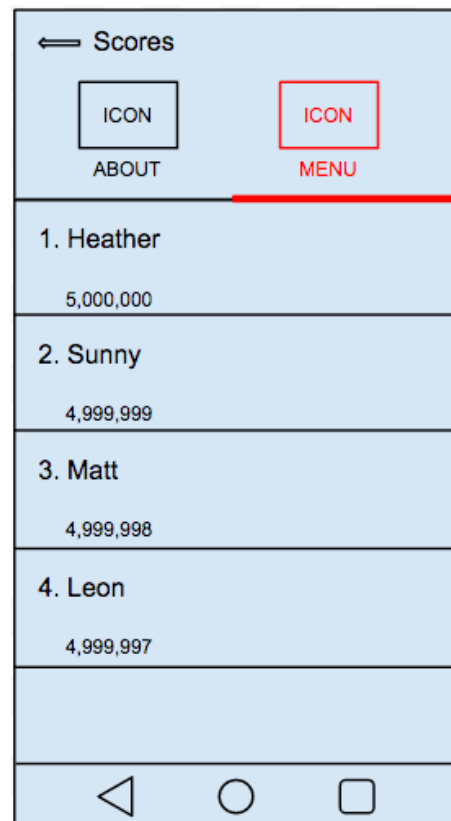 Scores
ICON ICON
ABOUT MENU
1. Heather
5,000,000
2. Sunny
4,999,999
3. Matt
4,999,998
4. Leon
4,999,997